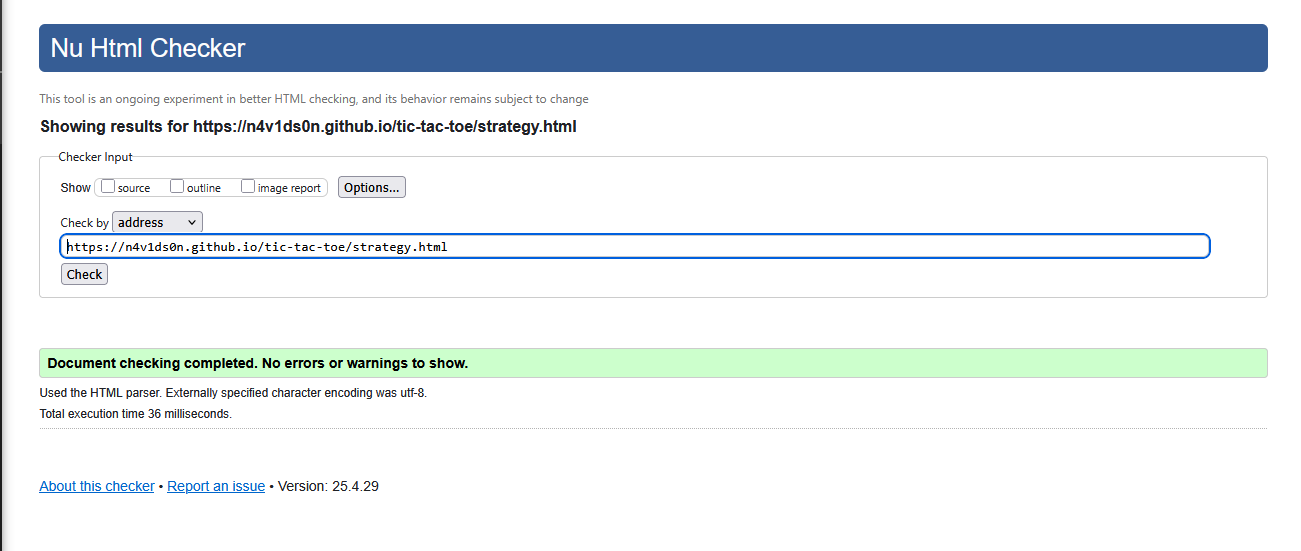 Nu Html Checker
This tool is an ongoing experiment in better HTML checking, and its behavior remains subject to change
Showing results for https://n4v1ds0n.github.io/tic-tac-toe/strategy.html
Checker Input
Show source outline image report Options...
Check by address
https://n4v1ds0n.github.io/tic-tac-toe/strategy.html
Check
Document checking completed. No errors or warnings to show.
Used the HTML parser. Externally specified character encoding was utf-8.
Total execution time 36 milliseconds.
About this checker • Report an issue • Version: 25.4.29